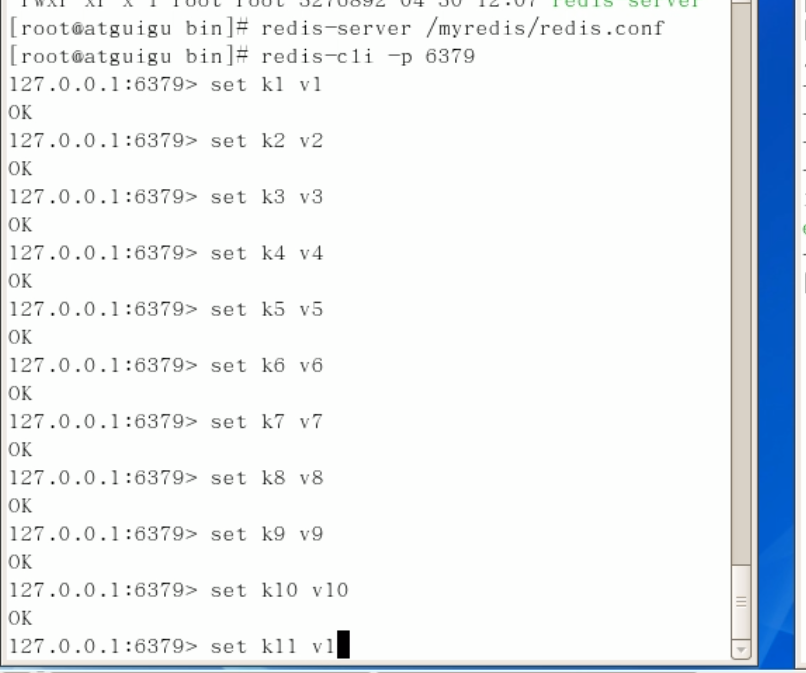 root root 3270892 04-30 12:07 redis-server
[root@atguigu bin]# redis-server /myredis/redis.conf
[root@atguigu bin]# redis-cli -p 6379
127.0.0.1:6379> set k1 v1
OK
127.0.0.1:6379> set k2 v2
OK
127.0.0.1:6379> set k3 v3
OK
127.0.0.1:6379> set k4 v4
OK
127.0.0.1:6379> set k5 v5
OK
127.0.0.1:6379> set k6 v6
OK
127.0.0.1:6379> set k7 v7
OK
127.0.0.1:6379> set k8 v8
OK
127.0.0.1:6379> set k9 v9
OK
127.0.0.1:6379> set k10 v10
OK
127.0.0.1:6379> set k11 v1